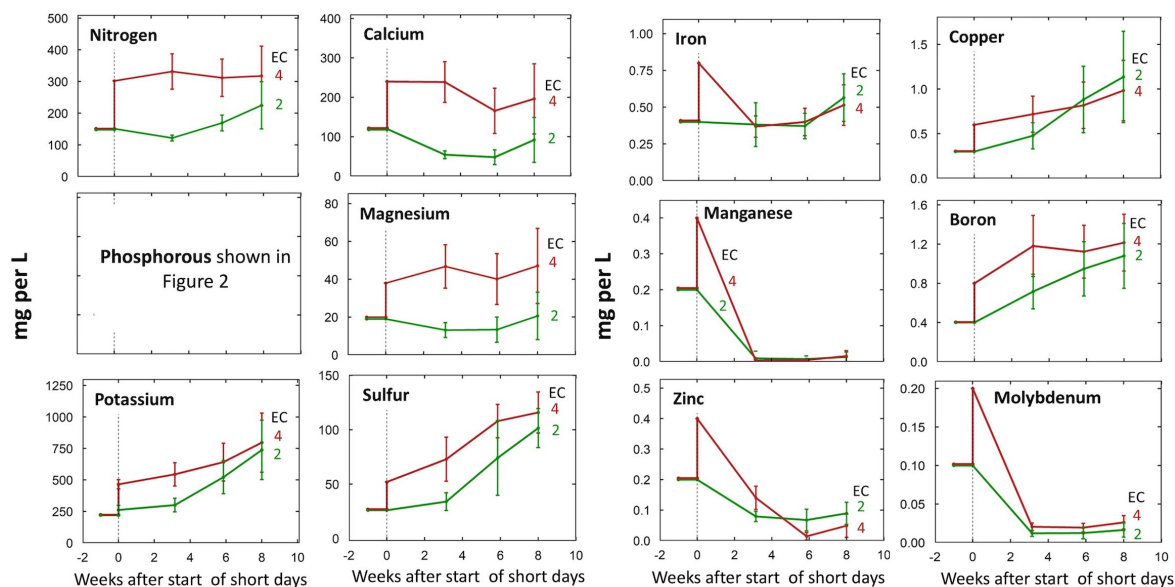 mg per L
Nitrogen
500
400
300
200
100
0
EC
4
2
Calcium
400
300
200
100
0
EC
4
2
Phosphorous shown in
Figure 2
Magnesium
80
60
40
20
0
EC
4
2
Potassium
1250
1000
750
500
250
0
EC
4
2
-2 0 2 4 6 8 10
Weeks after start of short days
Sulfur
150
100
50
0
EC
4
2
-2 0 2 4 6 8 10
Weeks after start of short days
mg per L
Iron
1.00
0.75
0.50
0.25
0.00
EC
2
4
Copper
1.5
1.2
0.9
0.6
0.3
0.0
EC
2
4
Manganese
0.4
0.3
0.2
0.1
0.0
EC
4
2
Boron
1.6
1.2
0.8
0.4
0.0
EC
4
2
Zinc
0.5
0.4
0.3
0.2
0.1
0.0
EC
2
4
-2 0 2 4 6 8 10
Weeks after start of short days
Molybdenum
0.20
0.15
0.10
0.05
0.00
EC
4
2
-2 0 2 4 6 8 10
Weeks after start of short days